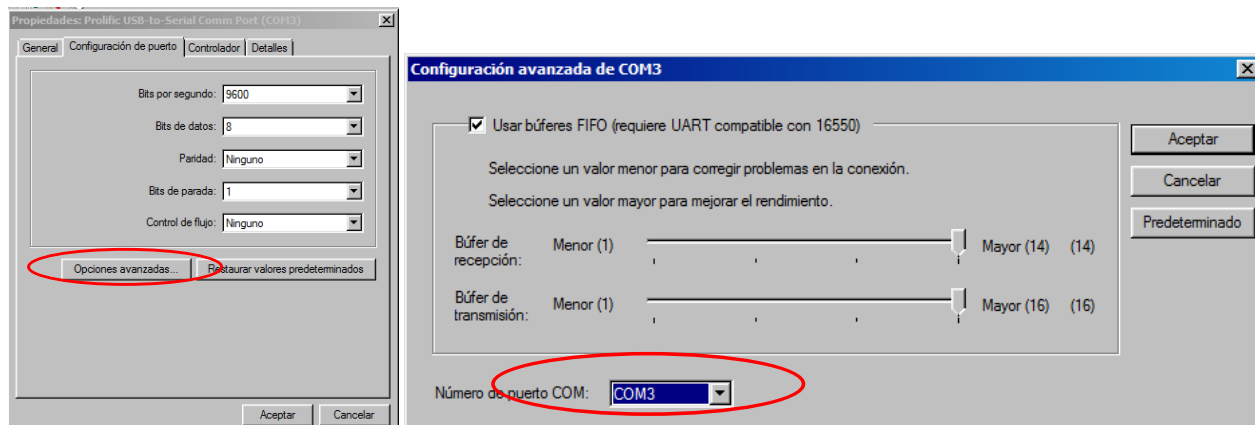 Propiedades: Prolific USB-to-Serial Comm Port (COM3)
General Configuración de puerto Controlador Detalles
Bits por segundo: 9600
Bits de datos: 8
Paridad: Ninguno
Bits de parada: 1
Control de flujo: Ninguno
Opciones avanzadas... Restaurar valores predeterminados
Aceptar Cancelar
Configuración avanzada de COM3
Usar búferes FIFO (requiere UART compatible con 16550)
Seleccione un valor menor para corregir problemas en la conexión.
Seleccione un valor mayor para mejorar el rendimiento.
Búfer de
recepción:
Menor (1) Mayor (14) (14)
Búfer de
transmisión:
Menor (1) Mayor (16) (16)
Número de puerto COM: COM3
Aceptar
Cancelar
Predeterminado